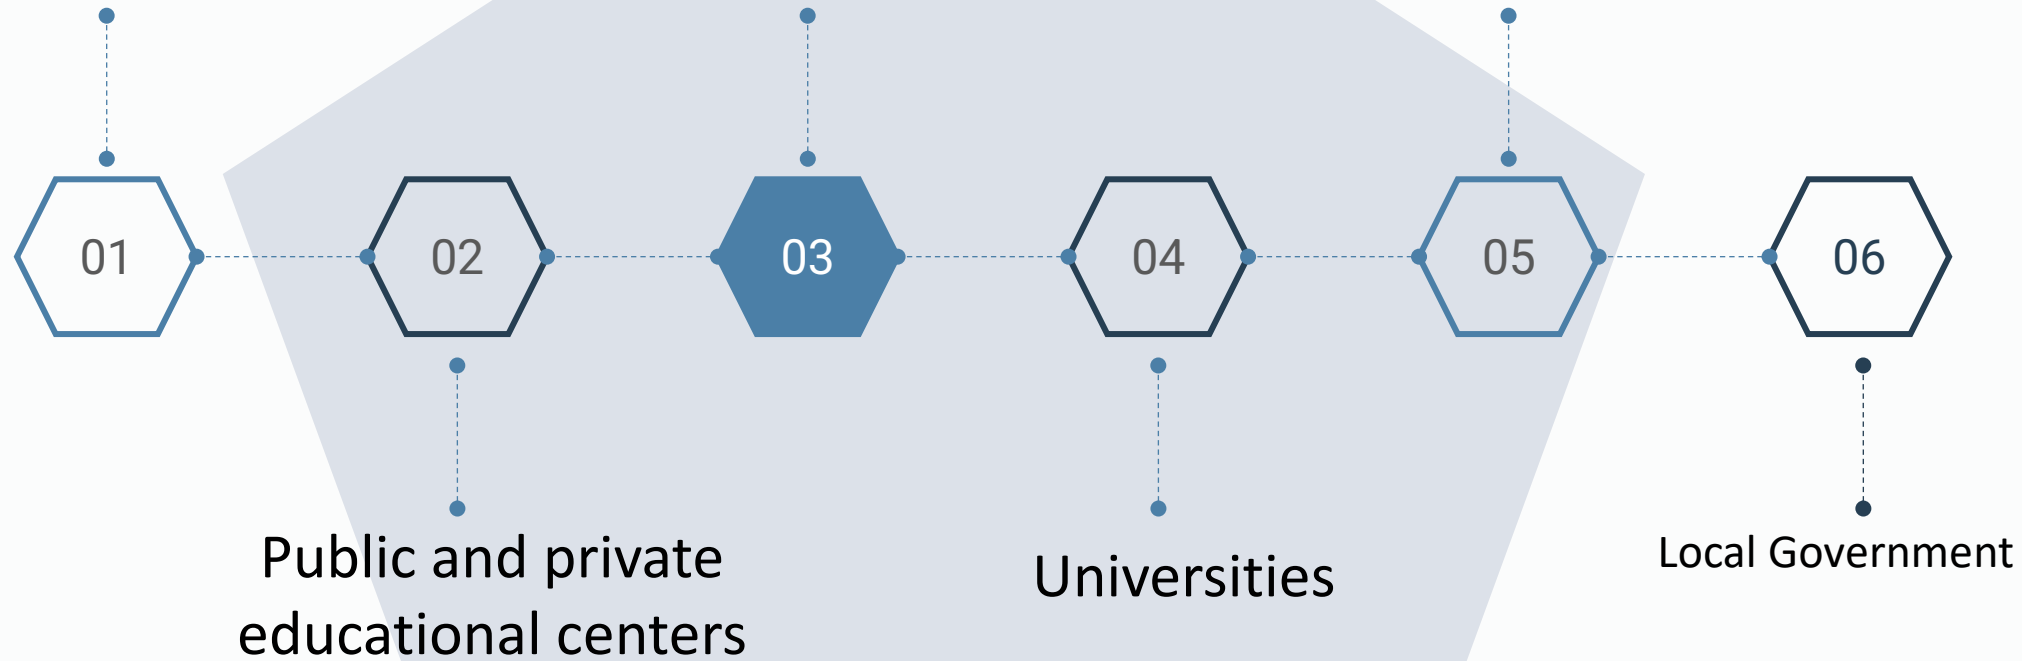 01
02
03
04
05
06
Public and private
educational centers
Universities
Local Government